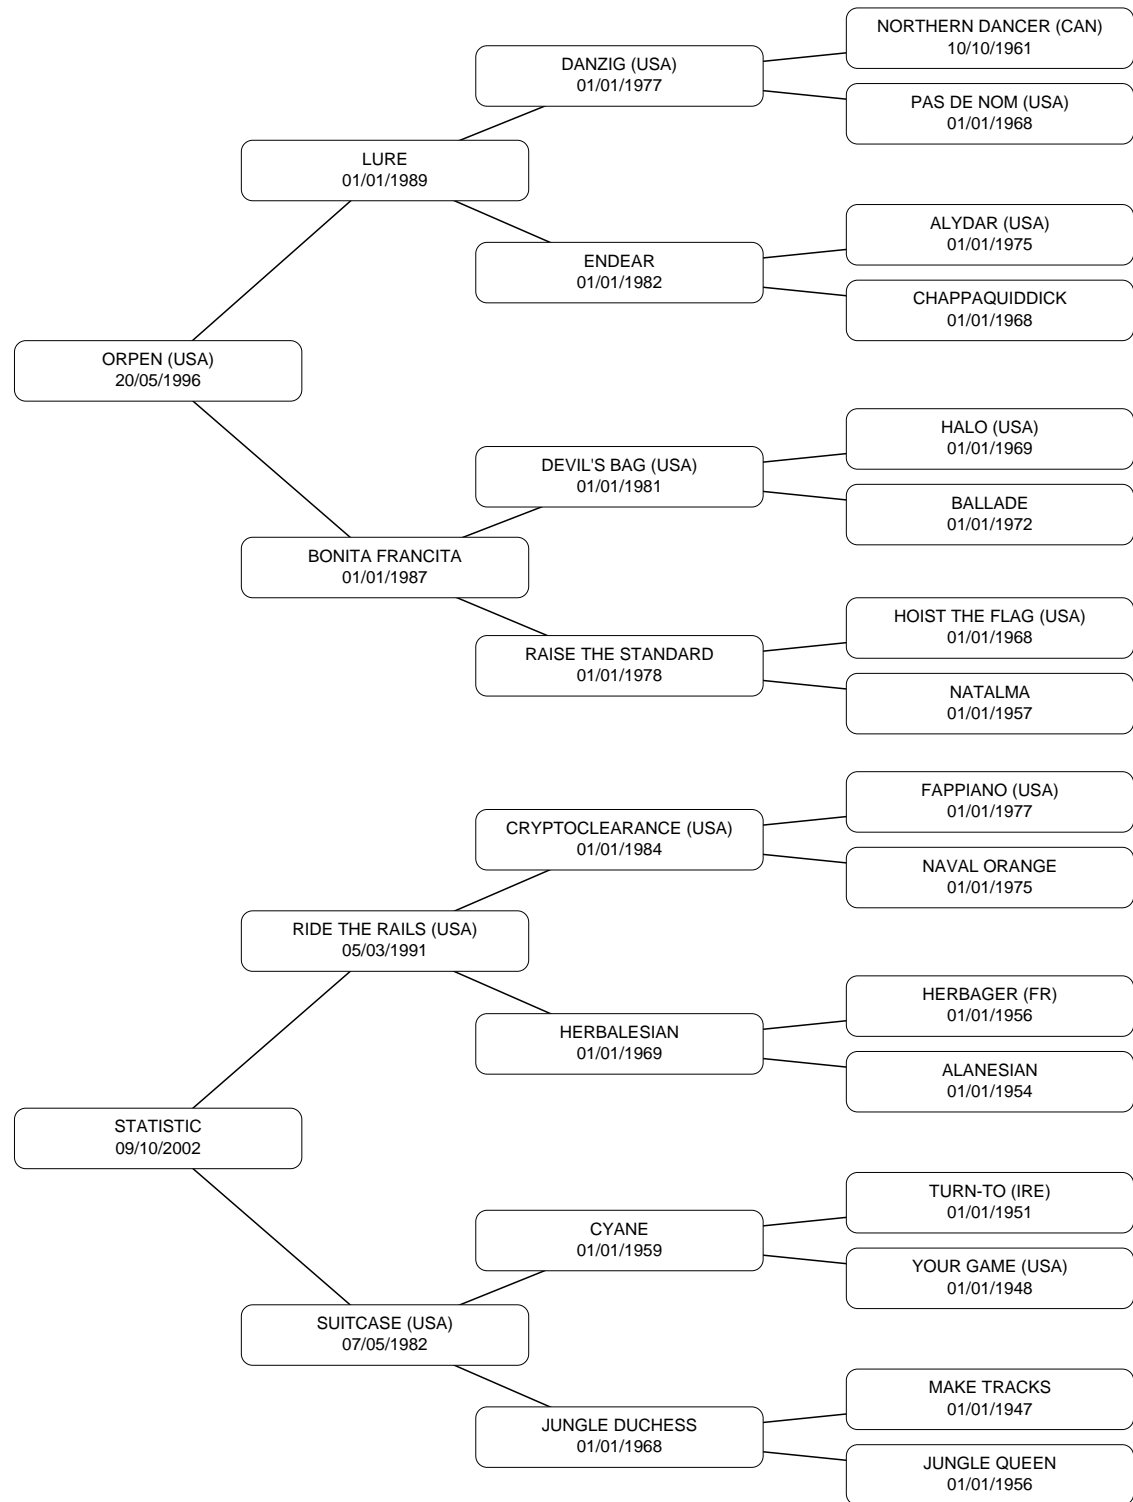 NORTHERN DANCER (CAN)
10/10/1961
DANZIG (USA)
01/01/1977
PAS DE NOM (USA)
01/01/1968
LURE
01/01/1989
ALYDAR (USA)
01/01/1975
ENDEAR
01/01/1982
CHAPPAQUIDDICK
01/01/1968
ORPEN (USA)
20/05/1996
HALO (USA)
01/01/1969
DEVIL'S BAG (USA)
01/01/1981
BALLADE
01/01/1972
BONITA FRANCITA
01/01/1987
HOIST THE FLAG (USA)
01/01/1968
RAISE THE STANDARD
01/01/1978
NATALMA
01/01/1957
FAPPIANO (USA)
01/01/1977
CRYPTOCLEARANCE (USA)
01/01/1984
NAVAL ORANGE
01/01/1975
RIDE THE RAILS (USA)
05/03/1991
HERBAGER (FR)
01/01/1956
HERBALESIAN
01/01/1969
ALANESIAN
01/01/1954
STATISTIC
09/10/2002
TURN-TO (IRE)
01/01/1951
CYANE
01/01/1959
YOUR GAME (USA)
01/01/1948
SUITCASE (USA)
07/05/1982
MAKE TRACKS
01/01/1947
JUNGLE DUCHESS
01/01/1968
JUNGLE QUEEN
01/01/1956